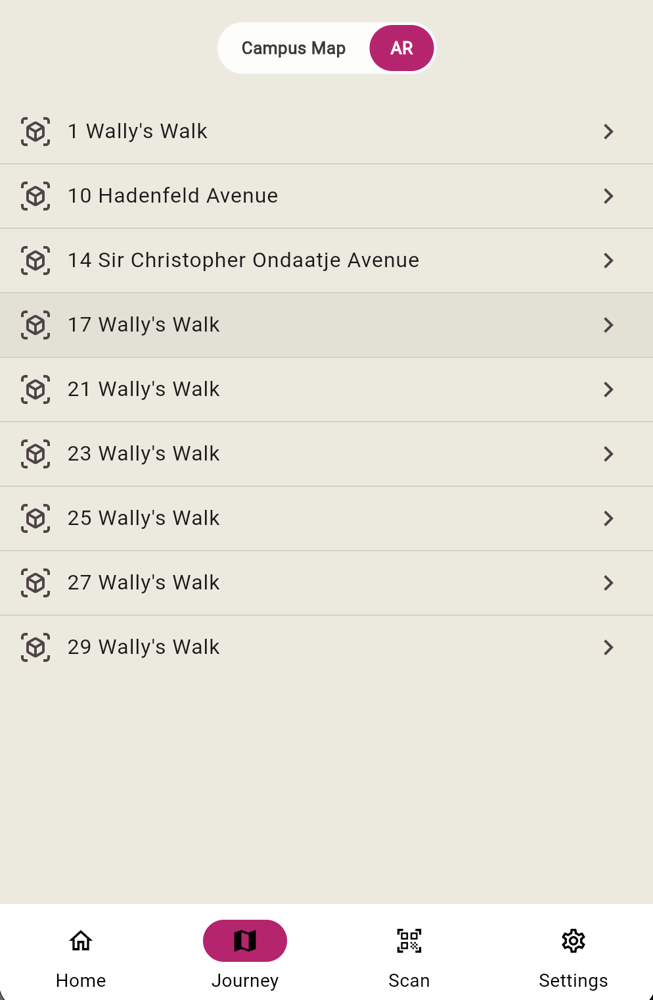 Campus Map
AR
1 Wally's Walk
10 Hadenfeld Avenue
14 Sir Christopher Ondaatje Avenue
17 Wally's Walk
21 Wally's Walk
23 Wally's Walk
25 Wally's Walk
27 Wally's Walk
29 Wally's Walk
Home
Journey
Scan
Settings